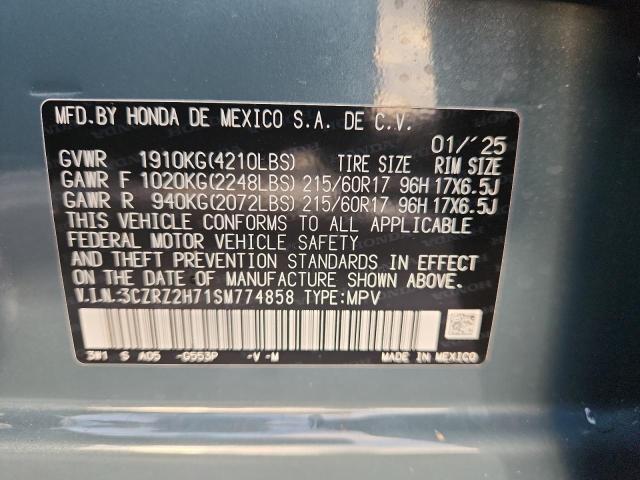 MFD.BY HONDA DE MEXICO S.A. DE C.V.
01/'25
GVWR 1910KG(4210LBS) TIRE SIZE RIM SIZE
GAWR F 1020KG(2248LBS) 215/60R17 96H 17X6.5J
GAWR R 940KG(2072LBS) 215/60R17 96H 17X6.5J
THIS VEHICLE CONFORMS TO ALL APPLICABLE
FEDERAL MOTOR VEHICLE SAFETY
AND THEFT PREVENTION STANDARDS IN EFFECT
ON THE DATE OF MANUFACTURE SHOWN ABOVE.
V.I.N.3CZRZ2H71SM774858 TYPE:MPV
3W1 S A05 -G553P -V -M MADE IN MEXICO